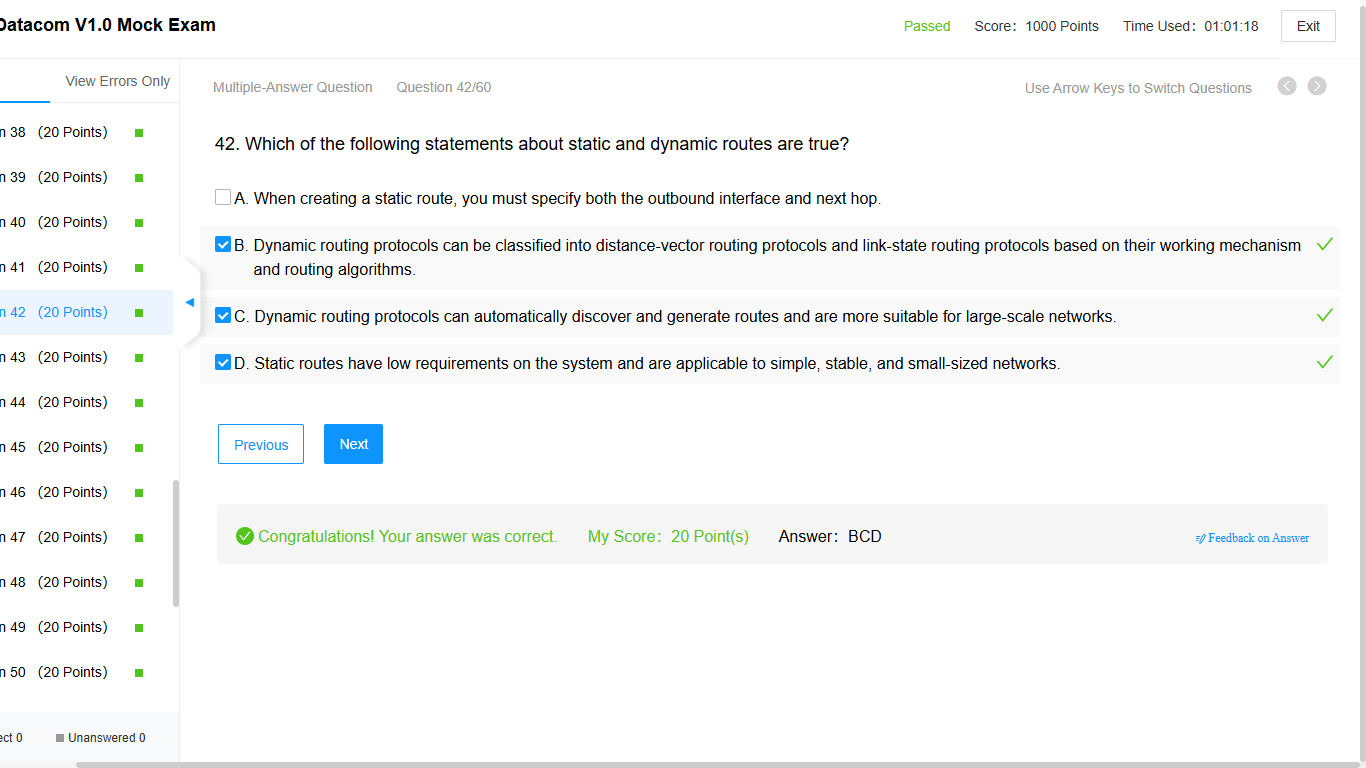 Datacom V1.0 Mock Exam
Passed Score：1000 Points Time Used：01:01:18 Exit
View Errors Only
Multiple-Answer Question Question 42/60 Use Arrow Keys to Switch Questions
n 38 (20 Points)
n 39 (20 Points)
n 40 (20 Points)
n 41 (20 Points)
n 42 (20 Points)
n 43 (20 Points)
n 44 (20 Points)
n 45 (20 Points)
n 46 (20 Points)
n 47 (20 Points)
n 48 (20 Points)
n 49 (20 Points)
n 50 (20 Points)
ect 0 Unanswered 0
42. Which of the following statements about static and dynamic routes are true?
A. When creating a static route, you must specify both the outbound interface and next hop.
B. Dynamic routing protocols can be classified into distance-vector routing protocols and link-state routing protocols based on their working mechanism
and routing algorithms.
C. Dynamic routing protocols can automatically discover and generate routes and are more suitable for large-scale networks.
D. Static routes have low requirements on the system and are applicable to simple, stable, and small-sized networks.
Previous Next
Congratulations! Your answer was correct. My Score：20 Point(s) Answer：BCD Feedback on Answer